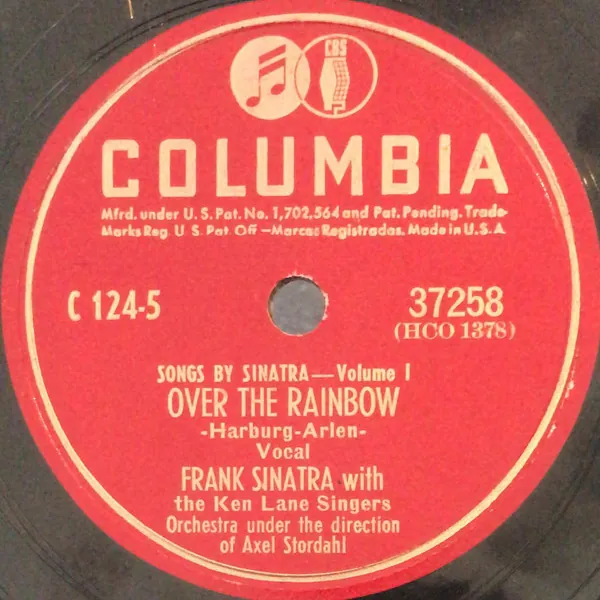 CBS
COLUMBIA
Mfrd. under U. S. Pat. No. 1,702,564 and Pat. Pending. Trade-
Marks Reg. U. S. Pat. Off.—Marcas Registradas. Made in U.S.A.
C 124-5
37258
(HCO 1378)
SONGS BY SINATRA—Volume I
OVER THE RAINBOW
-Harburg-Arlen-
Vocal
FRANK SINATRA with
the Ken Lane Singers
Orchestra under the direction
of Axel Stordahl